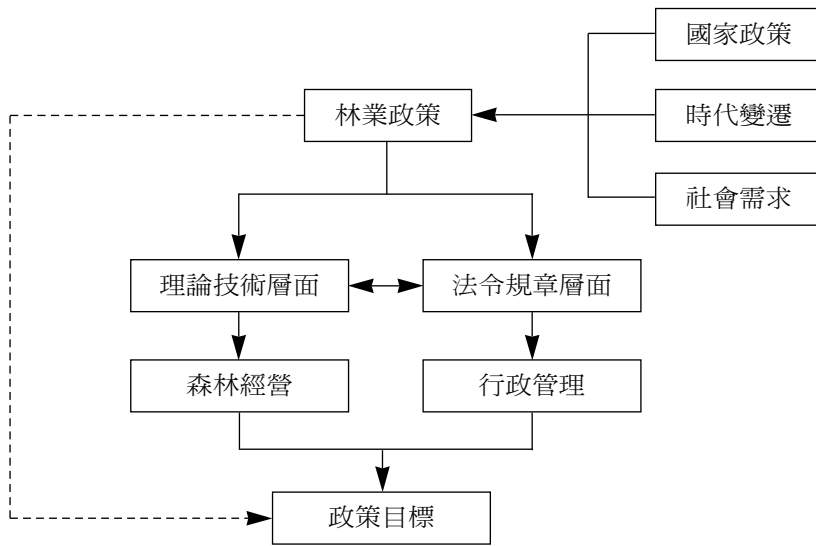 國家政策
林業政策
時代變遷
社會需求
理論技術層面
法令規章層面
森林經營
行政管理
政策目標